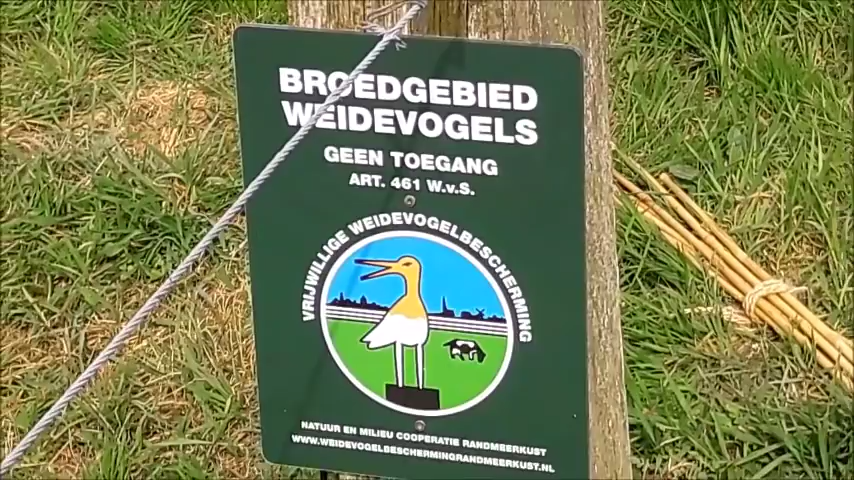 BROEDGEBIED
WEIDEVOGELS
GEEN TOEGANG
ART. 461 W.v.S.
VRIJWILLIGE WEIDEVOGELBESCHERMING
NATUUR EN MILIEU COOPERATIE RANDMEERKUST
WWW.WEIDEVOGELBESCHERMINGRANDMEERKUST.NL